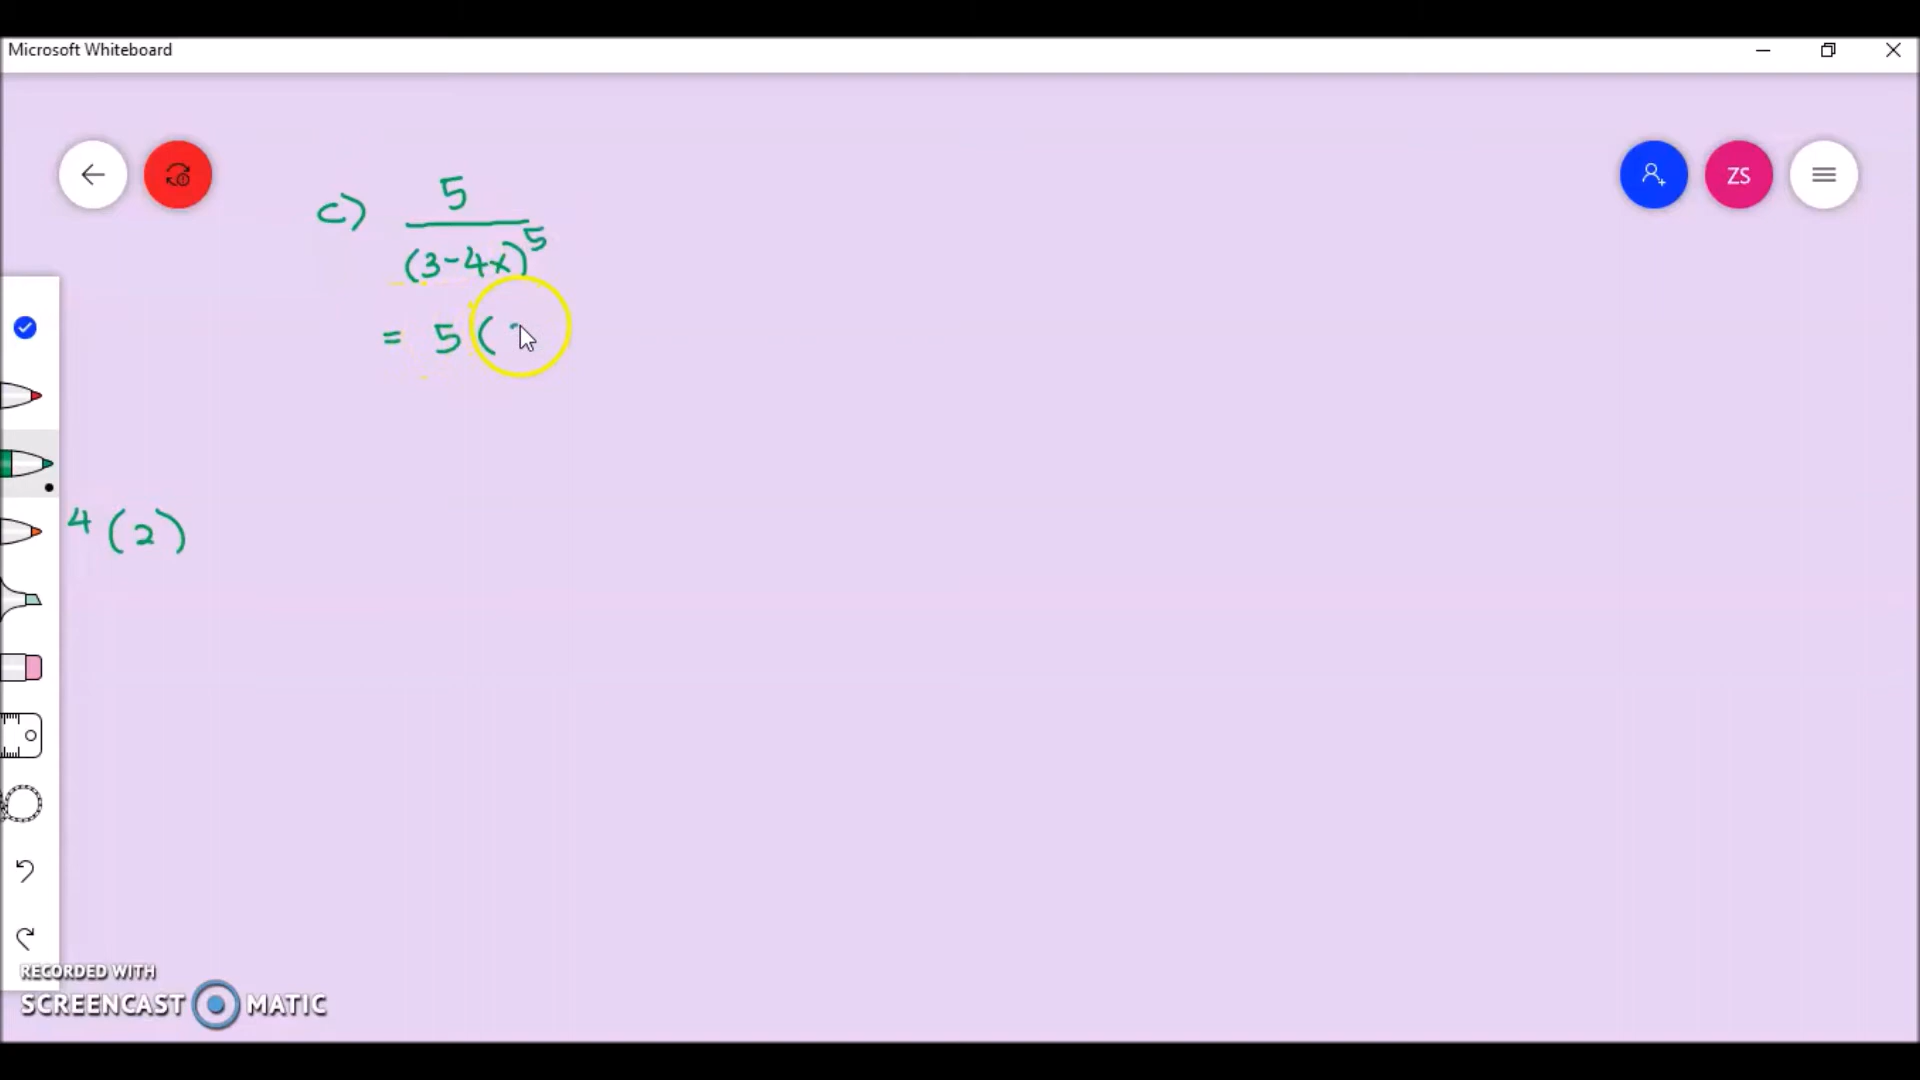 Microsoft Whiteboard
ZS
c) 5
(3-4x)^5
= 5 (
4 (2)
RECORDED WITH
SCREENCAST MATIC